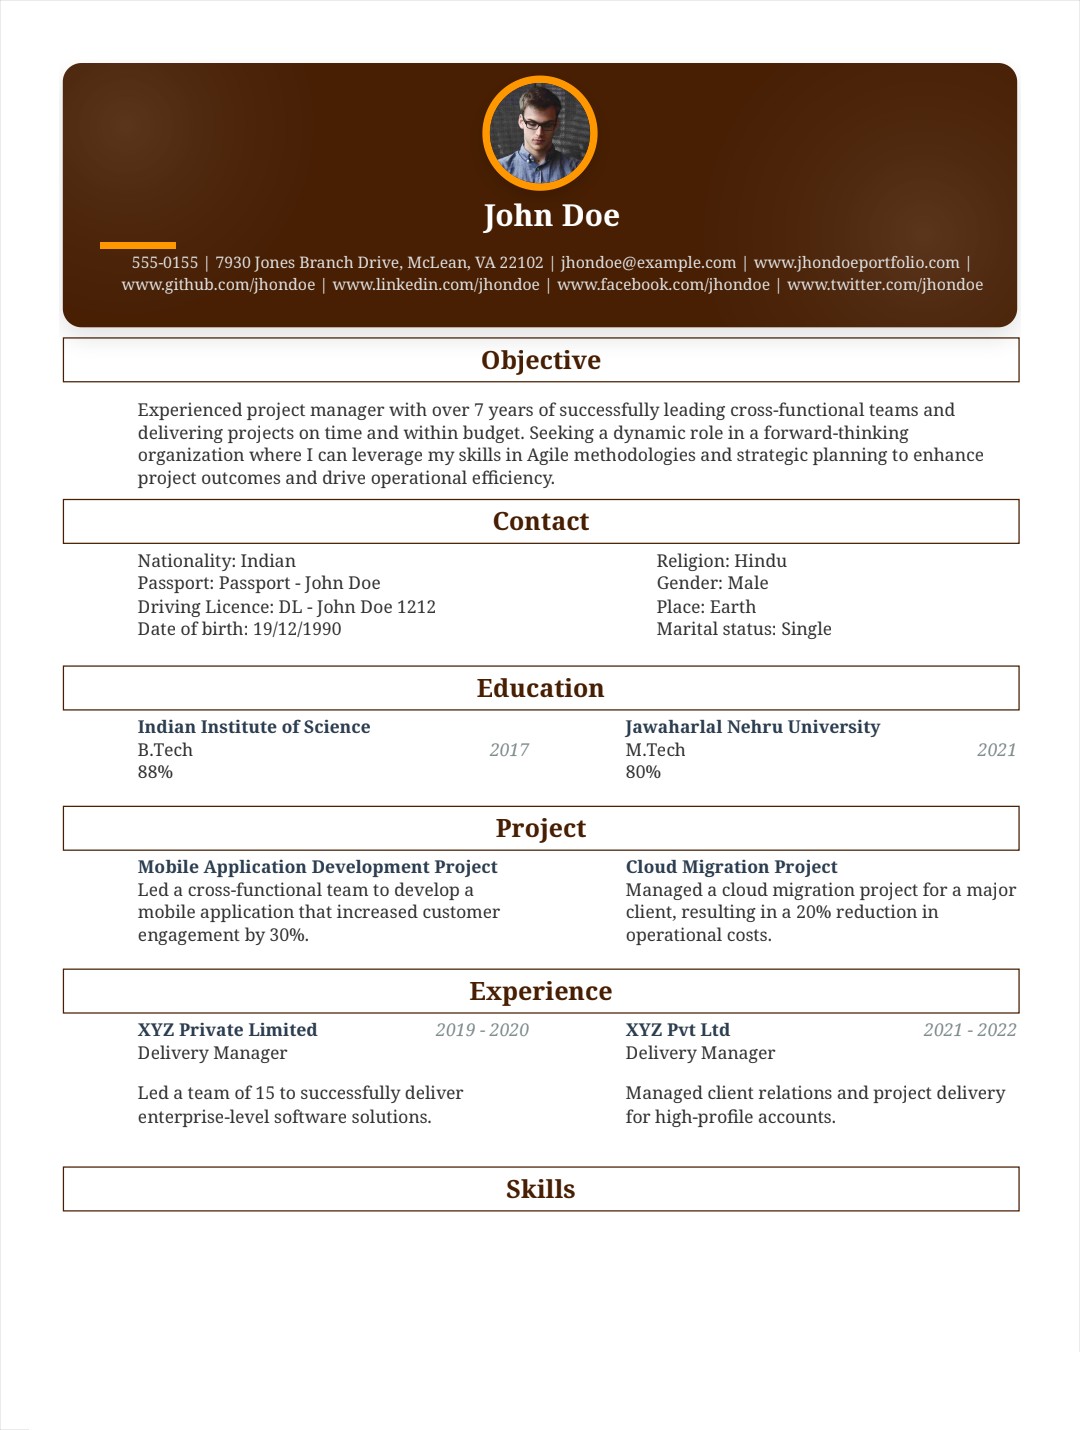 John Doe
555-0155 | 7930 Jones Branch Drive, McLean, VA 22102 | jhondoe@example.com | www.jhondoeportfolio.com |
www.github.com/jhondoe | www.linkedin.com/jhondoe | www.facebook.com/jhondoe | www.twitter.com/jhondoe
Objective
Experienced project manager with over 7 years of successfully leading cross-functional teams and
delivering projects on time and within budget. Seeking a dynamic role in a forward-thinking
organization where I can leverage my skills in Agile methodologies and strategic planning to enhance
project outcomes and drive operational efficiency.
Contact
Nationality: Indian
Passport: Passport - John Doe
Driving Licence: DL - John Doe 1212
Date of birth: 19/12/1990
Religion: Hindu
Gender: Male
Place: Earth
Marital status: Single
Education
Indian Institute of Science
B.Tech 2017
88%
Jawaharlal Nehru University
M.Tech 2021
80%
Project
Mobile Application Development Project
Led a cross-functional team to develop a
mobile application that increased customer
engagement by 30%.
Cloud Migration Project
Managed a cloud migration project for a major
client, resulting in a 20% reduction in
operational costs.
Experience
XYZ Private Limited 2019 - 2020
Delivery Manager
Led a team of 15 to successfully deliver
enterprise-level software solutions.
XYZ Pvt Ltd 2021 - 2022
Delivery Manager
Managed client relations and project delivery
for high-profile accounts.
Skills